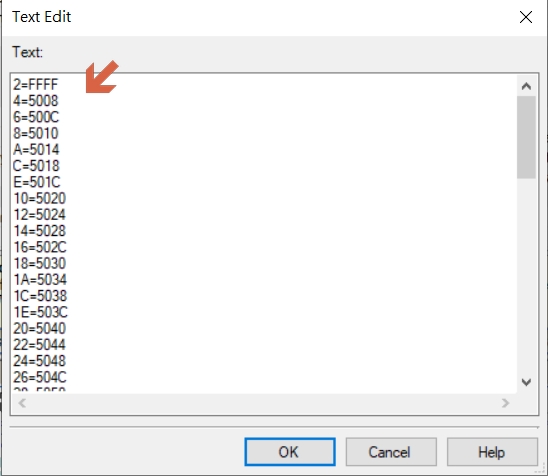 Text Edit
Text:
2=FFFF
4=5008
6=500C
8=5010
A=5014
C=5018
E=501C
10=5020
12=5024
14=5028
16=502C
18=5030
1A=5034
1C=5038
1E=503C
20=5040
22=5044
24=5048
26=504C
OK
Cancel
Help